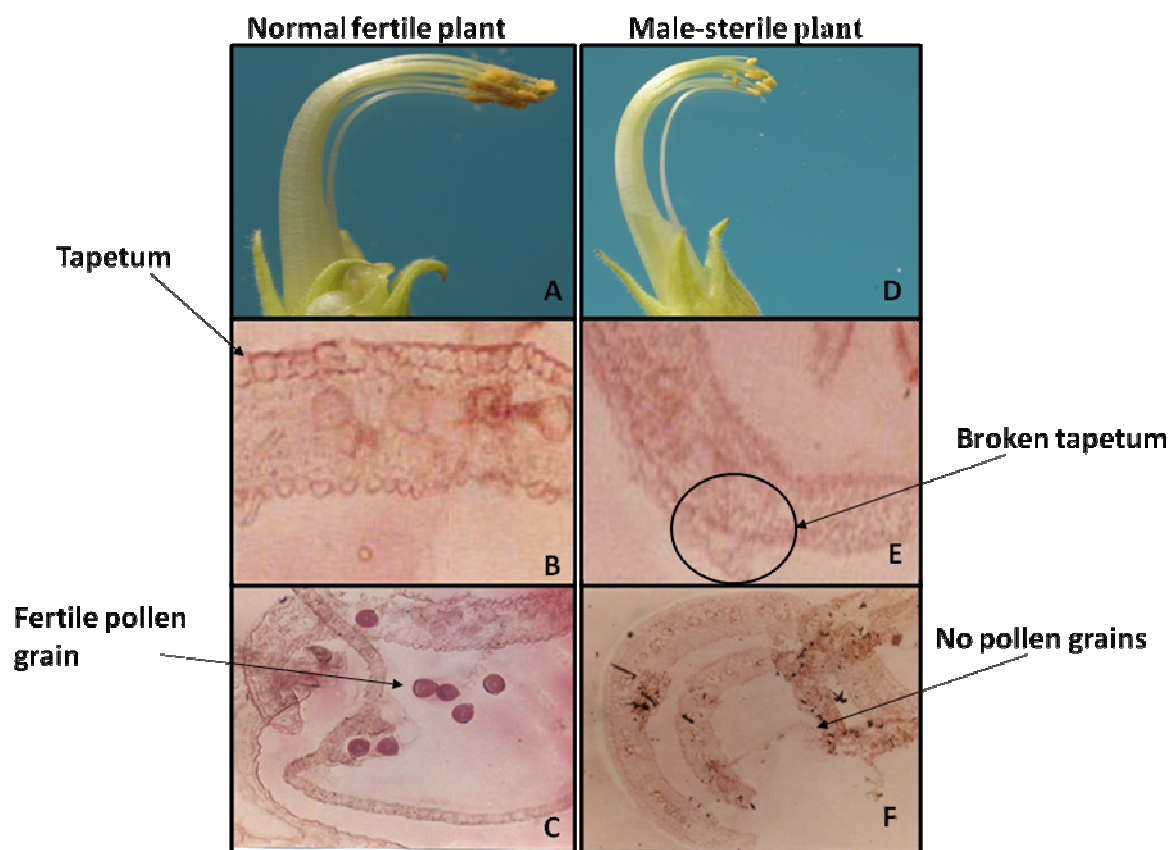 Normal fertile plant
Male-sterile plant
A
D
Tapetum
B
E
Broken tapetum
Fertile pollen
grain
C
F
No pollen grains